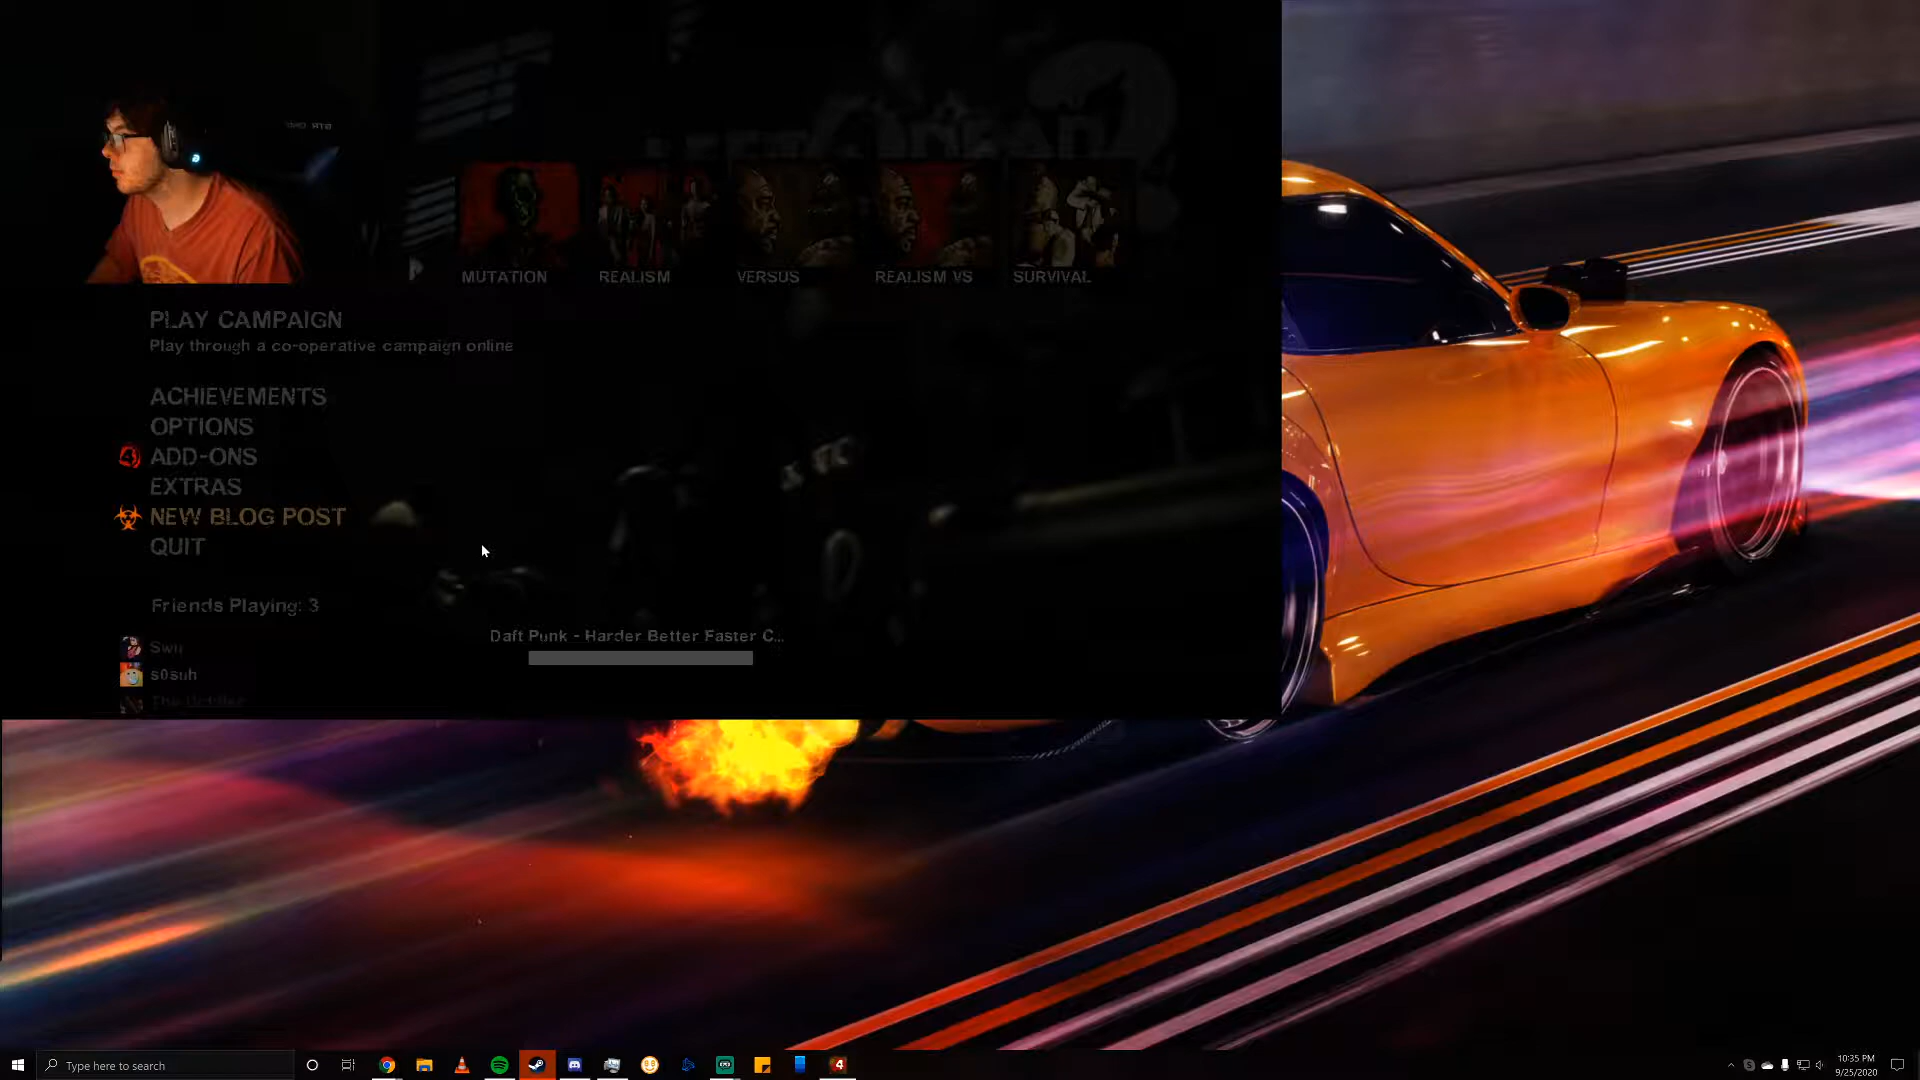 MUTATION
REALISM
VERSUS
REALISM VS
SURVIVAL
PLAY CAMPAIGN
Play through a co-operative campaign online
ACHIEVEMENTS
OPTIONS
ADD-ONS
EXTRAS
NEW BLOG POST
QUIT
Friends Playing: 3
s0suh
Daft Punk - Harder Better Faster C...
Type here to search
4
10:35 PM
9/25/2020